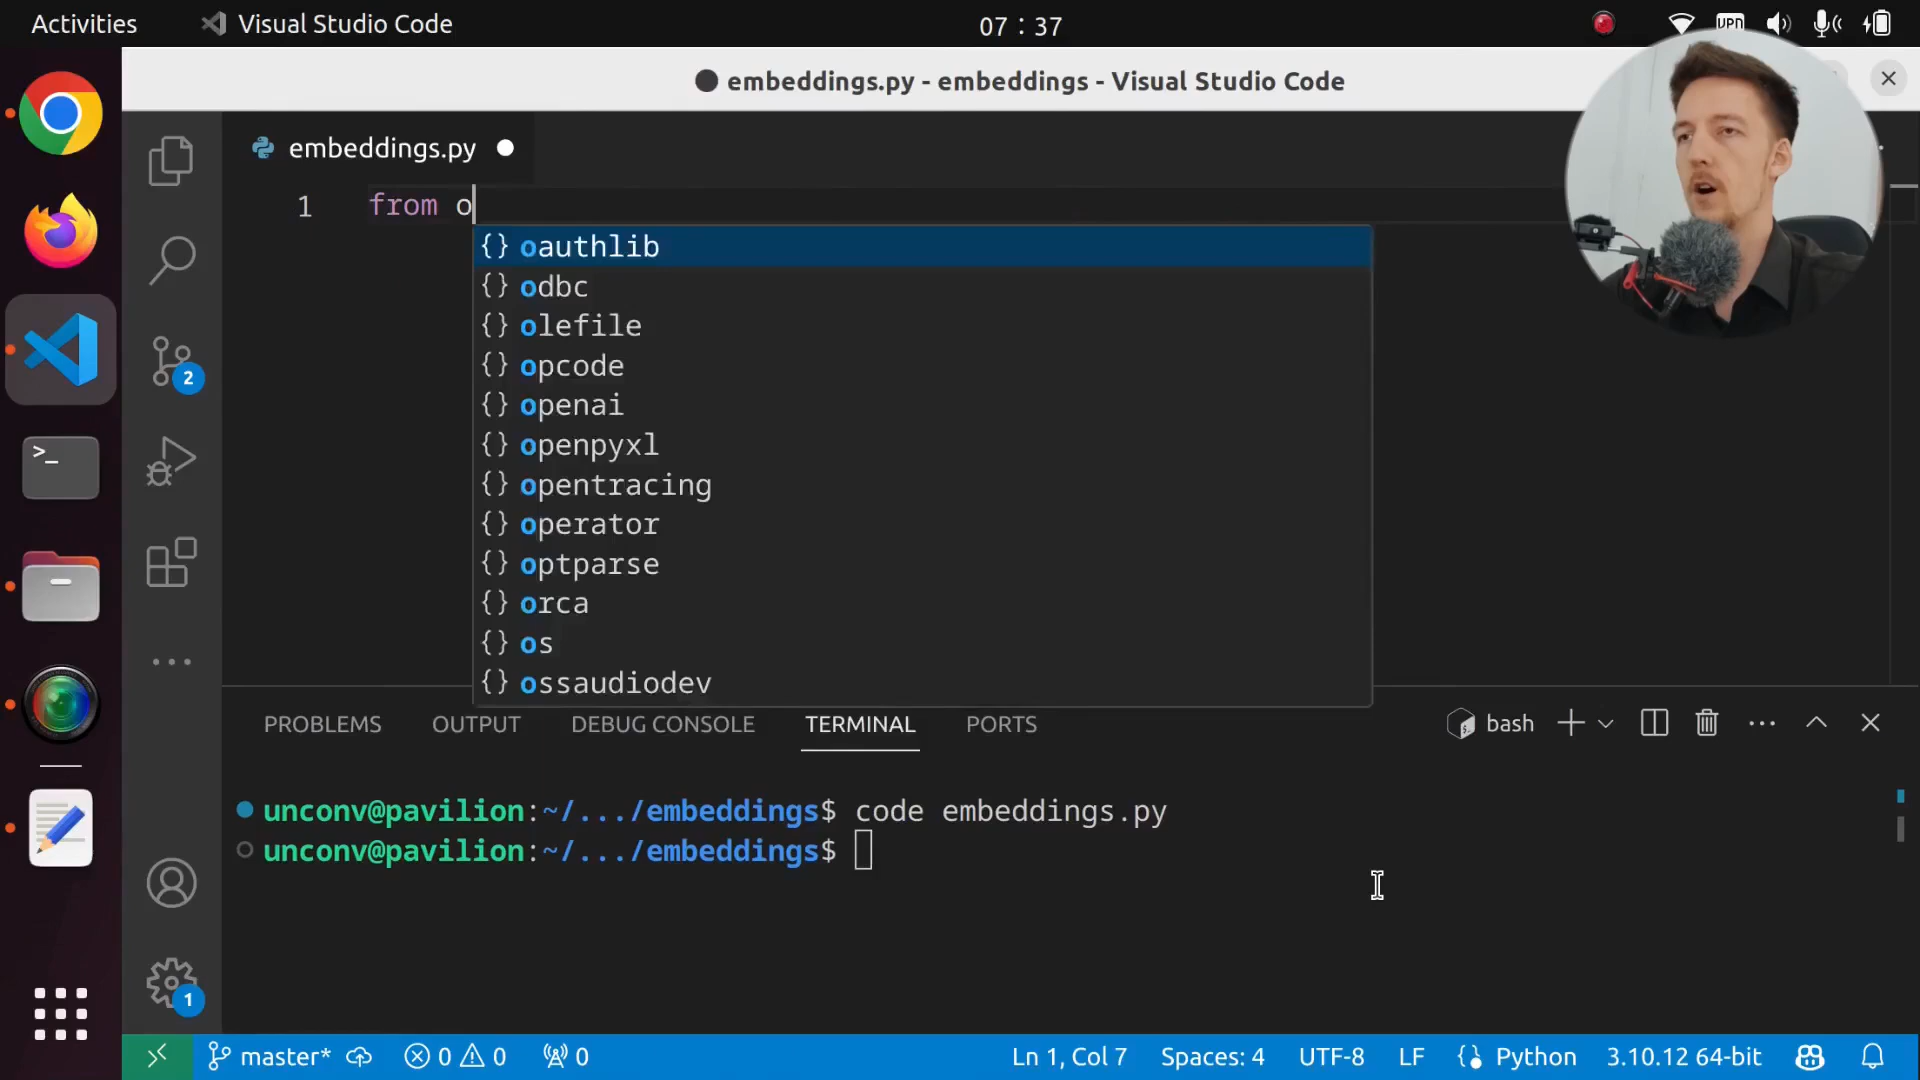 Activities
Visual Studio Code
07 : 37
VPN
embeddings.py - embeddings - Visual Studio Code
embeddings.py
1
from o
{} oauthlib
{} odbc
{} olefile
{} opcode
{} openai
{} openpyxl
{} opentracing
{} operator
{} optparse
{} orca
{} os
{} ossaudiodev
2
>_
PROBLEMS
OUTPUT
DEBUG CONSOLE
TERMINAL
PORTS
bash
unconv@pavilion:~/.../embeddings$ code embeddings.py
unconv@pavilion:~/.../embeddings$
1
master*
0
0
0
Ln 1, Col 7
Spaces: 4
UTF-8
LF
Python
3.10.12 64-bit